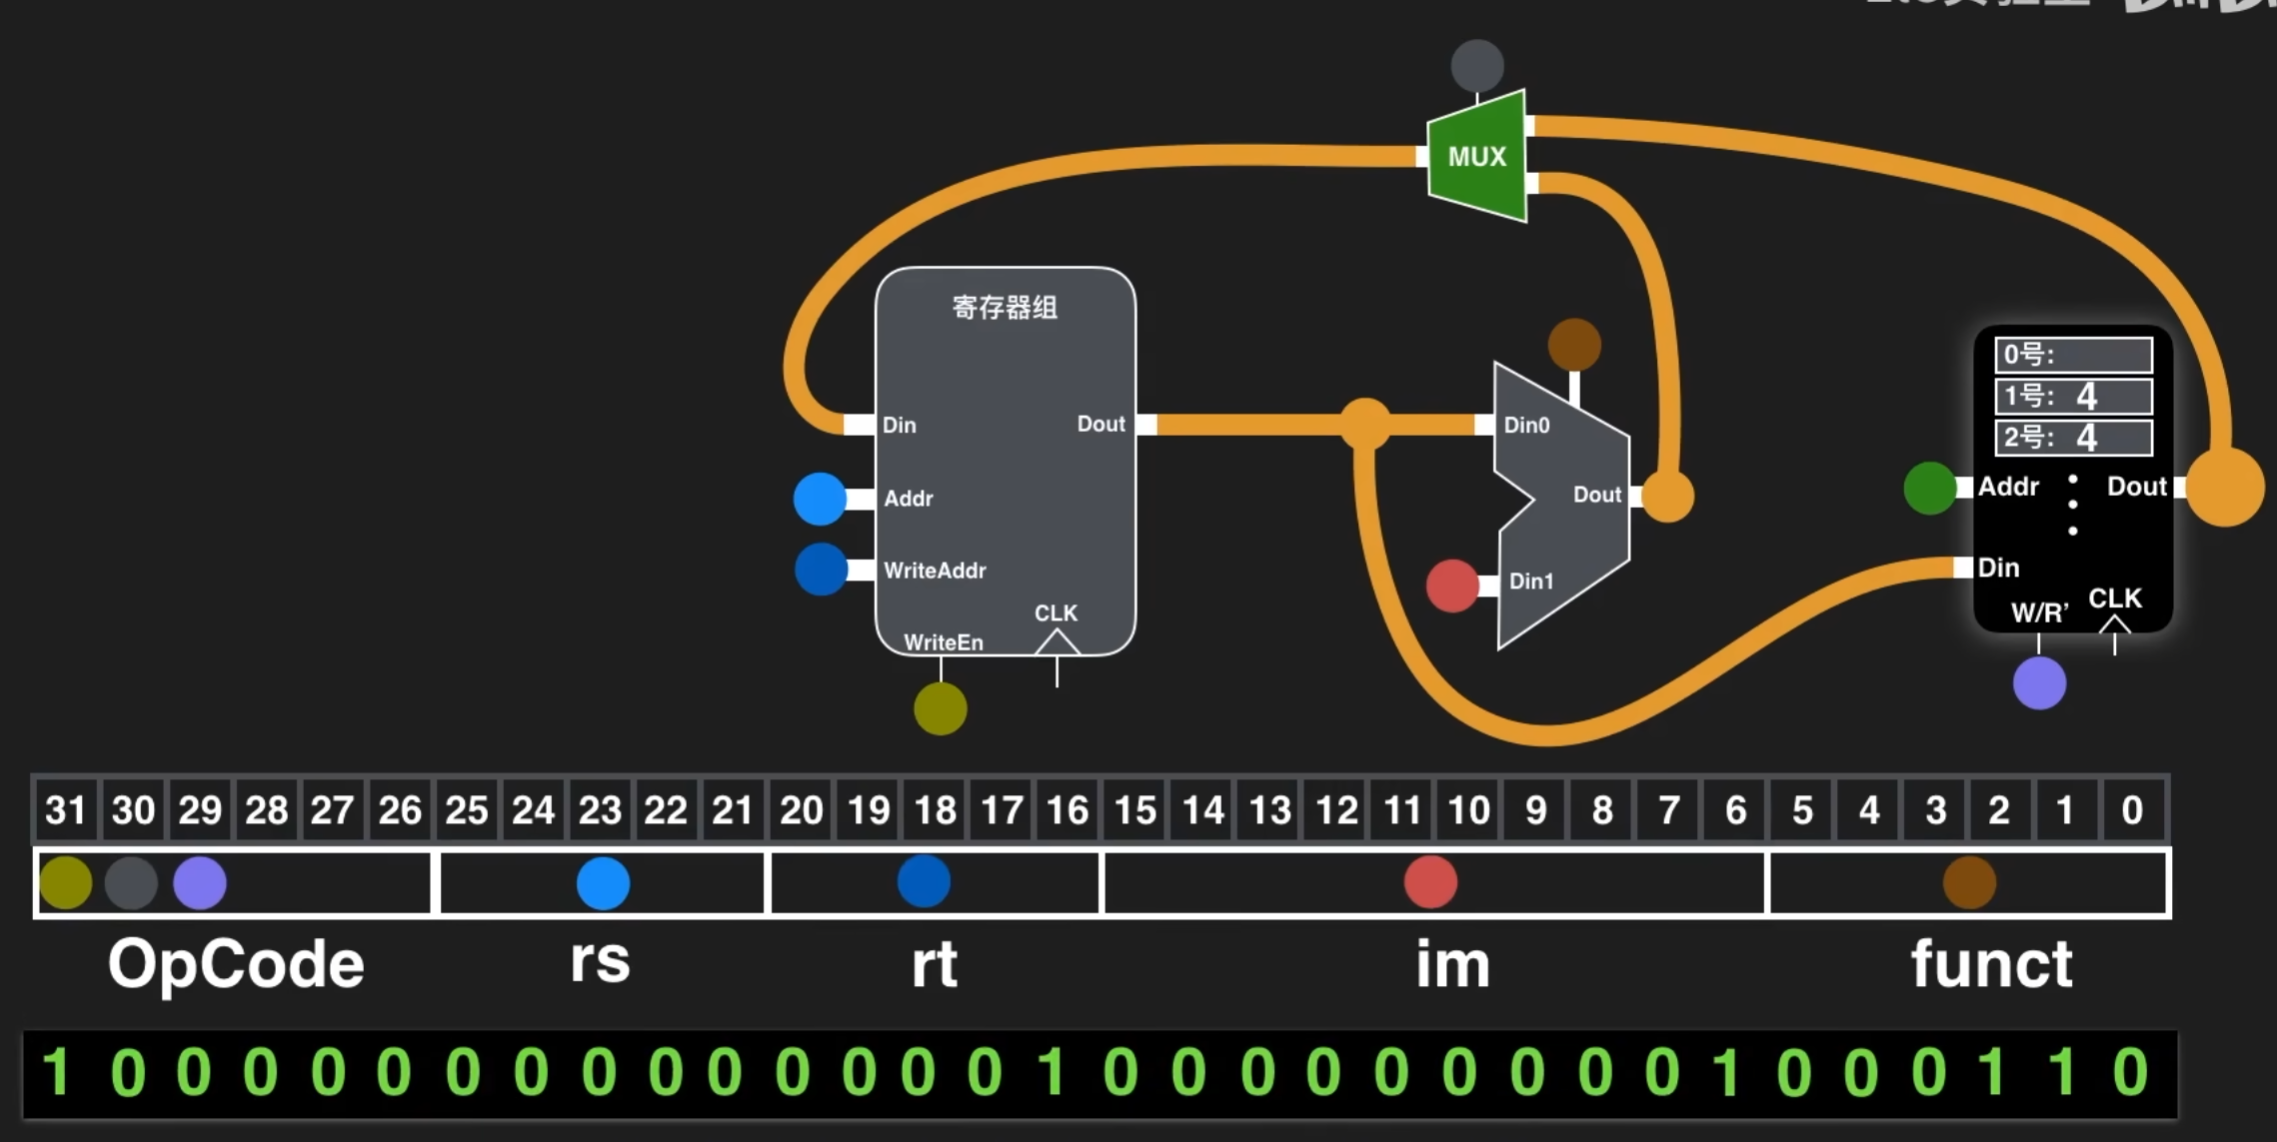 MUX
寄存器组
0号:
1号: 4
2号: 4
Din Dout
Din0
Addr Dout
Dout
Addr
WriteAddr
Din1
Din
CLK
W/R’
CLK
WriteEn
31 30 29 28 27 26 25 24 23 22 21 20 19 18 17 16 15 14 13 12 11 10 9 8 7 6 5 4 3 2 1 0
OpCode rs rt im funct
1 0 0 0 0 0 0 0 0 0 0 0 0 0 0 1 0 0 0 0 0 0 0 0 0 1 0 0 0 1 1 0